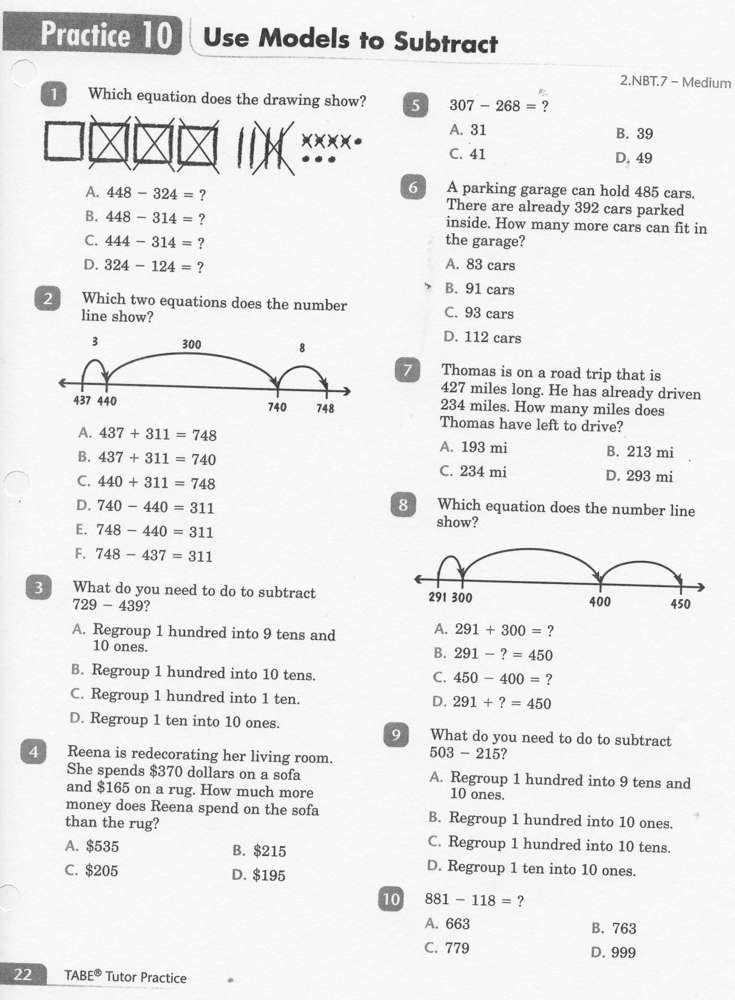 Practice 10
Use Models to Subtract
2.NBT.7 – Medium
1 Which equation does the drawing show?
A. 448 − 324 = ?
B. 448 − 314 = ?
C. 444 − 314 = ?
D. 324 − 124 = ?
2 Which two equations does the number
line show?
3 300 8
437 440 740 748
A. 437 + 311 = 748
B. 437 + 311 = 740
C. 440 + 311 = 748
D. 740 − 440 = 311
E. 748 − 440 = 311
F. 748 − 437 = 311
3 What do you need to do to subtract
729 − 439?
A. Regroup 1 hundred into 9 tens and
10 ones.
B. Regroup 1 hundred into 10 tens.
C. Regroup 1 hundred into 1 ten.
D. Regroup 1 ten into 10 ones.
4 Reena is redecorating her living room.
She spends $370 dollars on a sofa
and $165 on a rug. How much more
money does Reena spend on the sofa
than the rug?
A. $535 B. $215
C. $205 D. $195
5 307 − 268 = ?
A. 31 B. 39
C. 41 D. 49
6 A parking garage can hold 485 cars.
There are already 392 cars parked
inside. How many more cars can fit in
the garage?
A. 83 cars
B. 91 cars
C. 93 cars
D. 112 cars
7 Thomas is on a road trip that is
427 miles long. He has already driven
234 miles. How many miles does
Thomas have left to drive?
A. 193 mi B. 213 mi
C. 234 mi D. 293 mi
8 Which equation does the number line
show?
291 300 400 450
A. 291 + 300 = ?
B. 291 − ? = 450
C. 450 − 400 = ?
D. 291 + ? = 450
9 What do you need to do to subtract
503 − 215?
A. Regroup 1 hundred into 9 tens and
10 ones.
B. Regroup 1 hundred into 10 ones.
C. Regroup 1 hundred into 10 tens.
D. Regroup 1 ten into 10 ones.
10 881 − 118 = ?
A. 663 B. 763
C. 779 D. 999
22 TABE® Tutor Practice